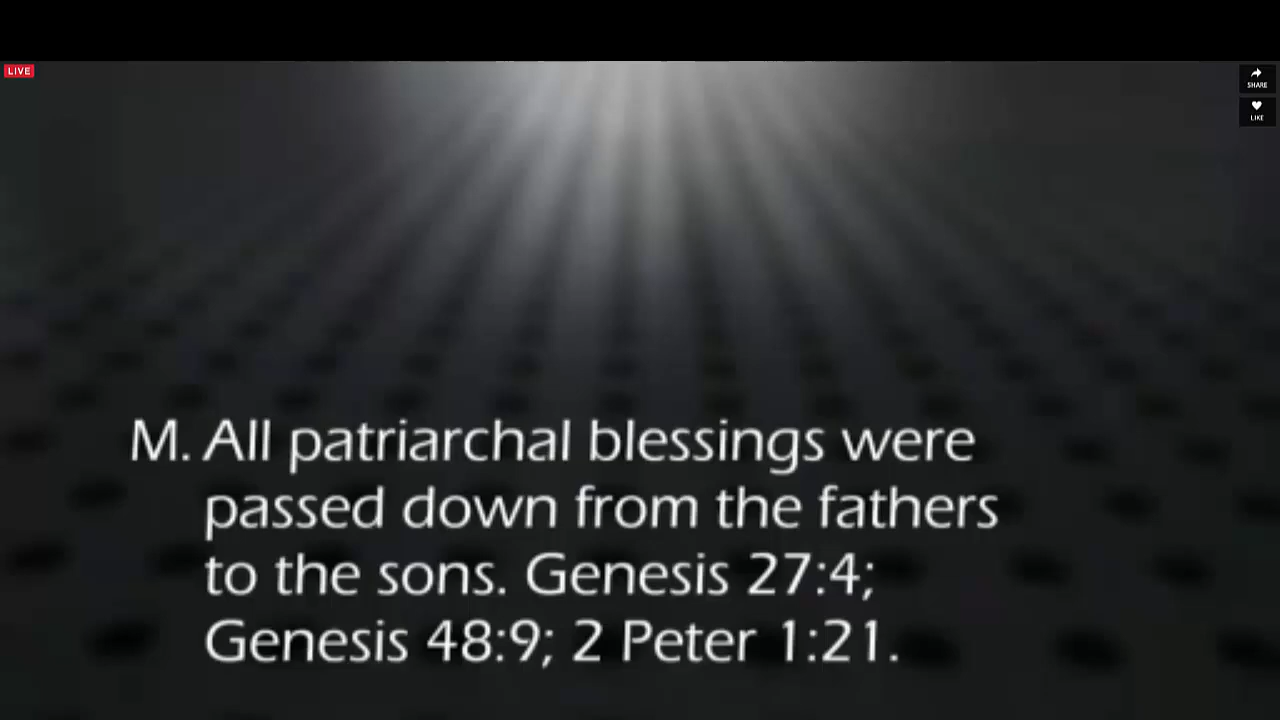 LIVE
SHARE
LIKE
M. All patriarchal blessings were
passed down from the fathers
to the sons. Genesis 27:4;
Genesis 48:9; 2 Peter 1:21.